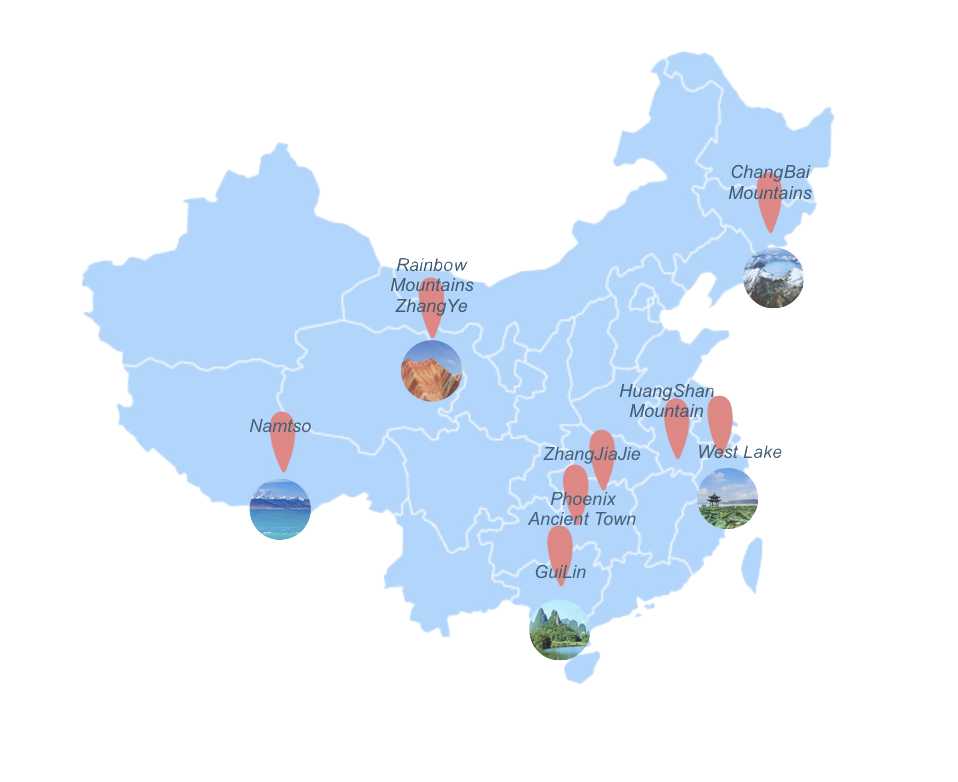 ChangBai
Mountains
Rainbow
Mountains
ZhangYe
HuangShan
Mountain
Namtso
ZhangJiaJie
West Lake
Phoenix
Ancient Town
GuiLin